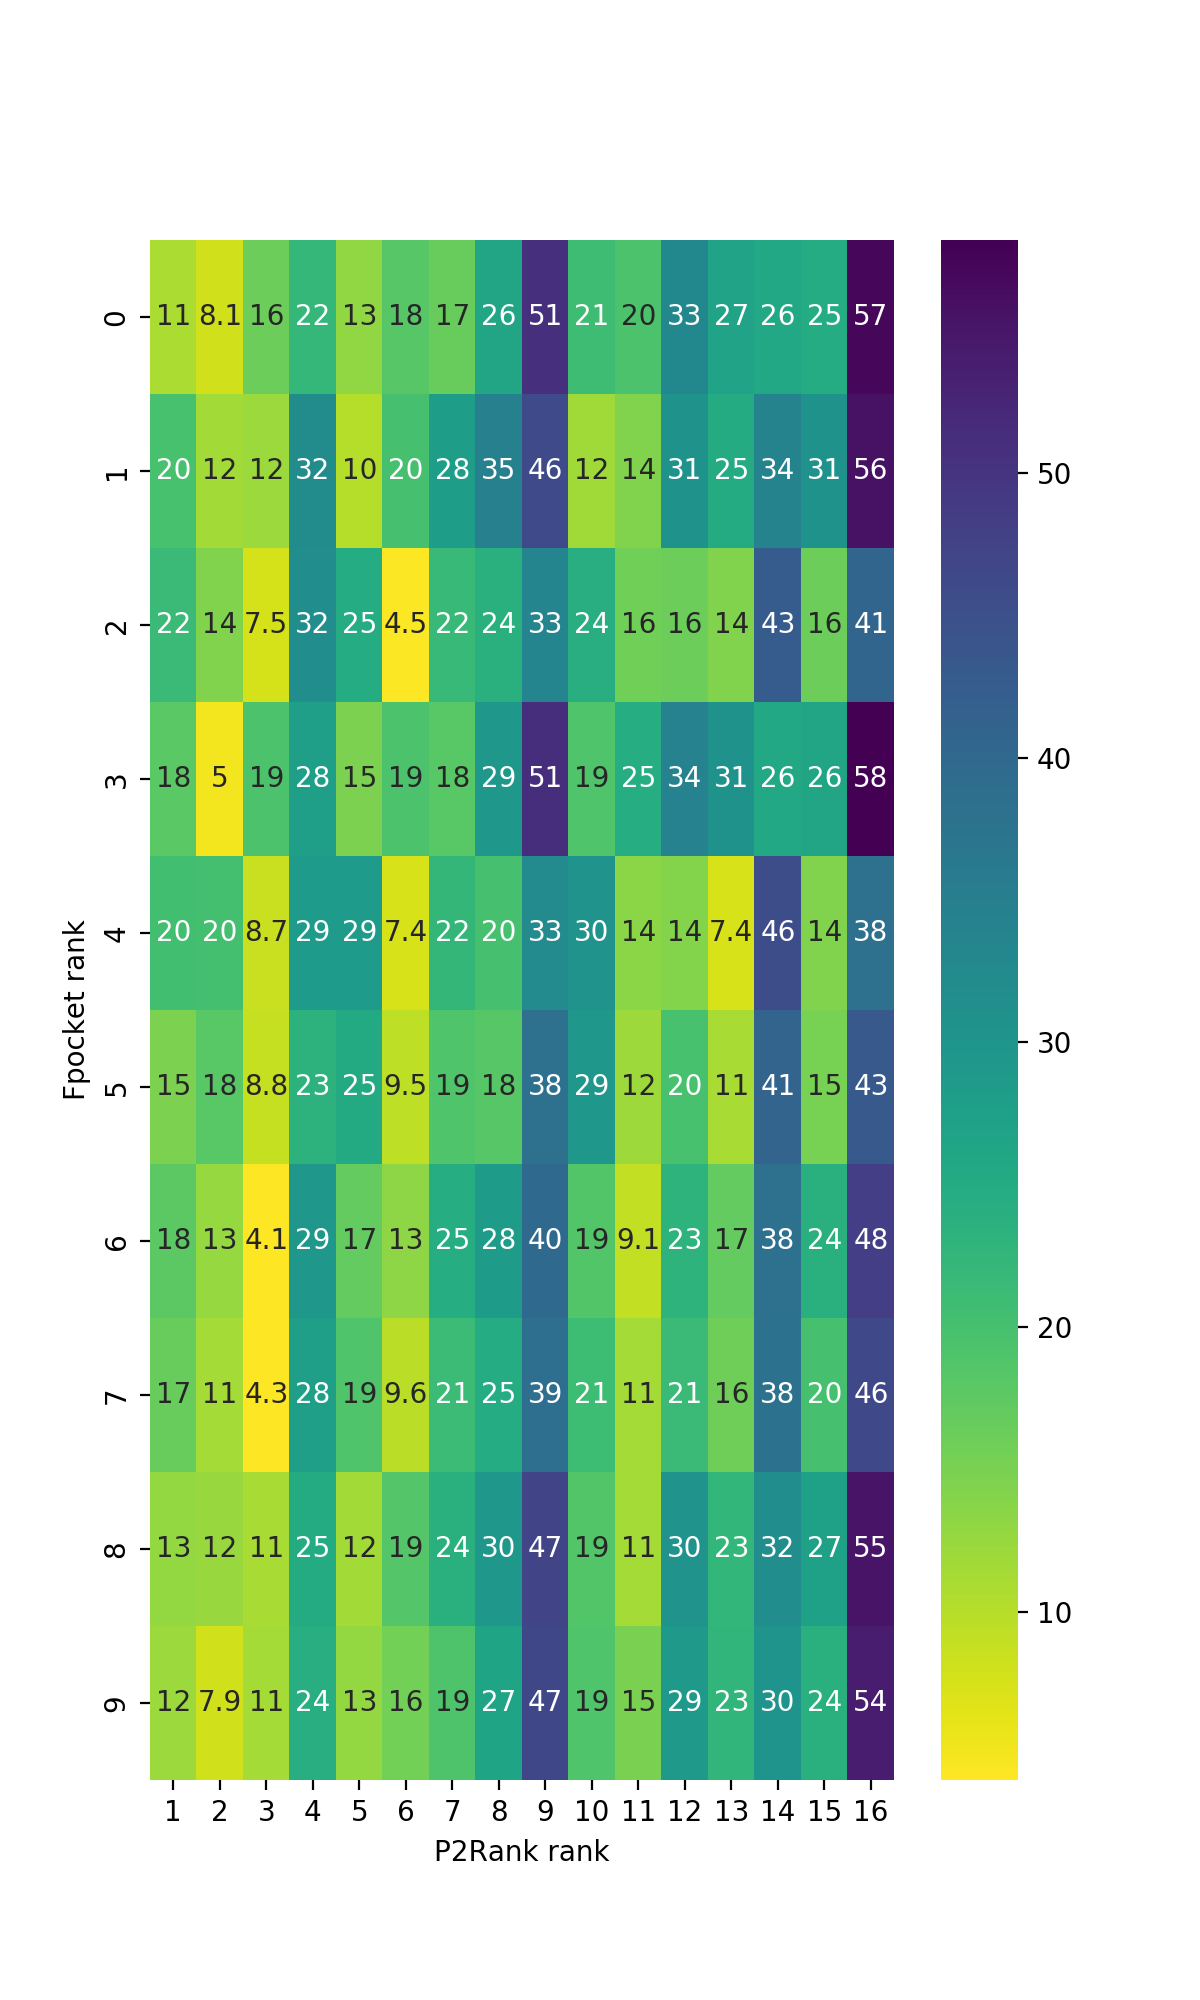 0 11 8.1 16 22 13 18 17 26 51 21 20 33 27 26 25 57
1 20 12 12 32 10 20 28 35 46 12 14 31 25 34 31 56
50
2 22 14 7.5 32 25 4.5 22 24 33 24 16 16 14 43 16 41
3 18 5 19 28 15 19 18 29 51 19 25 34 31 26 26 58
40
4 20 20 8.7 29 29 7.4 22 20 33 30 14 14 7.4 46 14 38
Fpocket rank
30
5 15 18 8.8 23 25 9.5 19 18 38 29 12 20 11 41 15 43
6 18 13 4.1 29 17 13 25 28 40 19 9.1 23 17 38 24 48
20
7 17 11 4.3 28 19 9.6 21 25 39 21 11 21 16 38 20 46
8 13 12 11 25 12 19 24 30 47 19 11 30 23 32 27 55
10
9 12 7.9 11 24 13 16 19 27 47 19 15 29 23 30 24 54
1 2 3 4 5 6 7 8 9 10 11 12 13 14 15 16
P2Rank rank